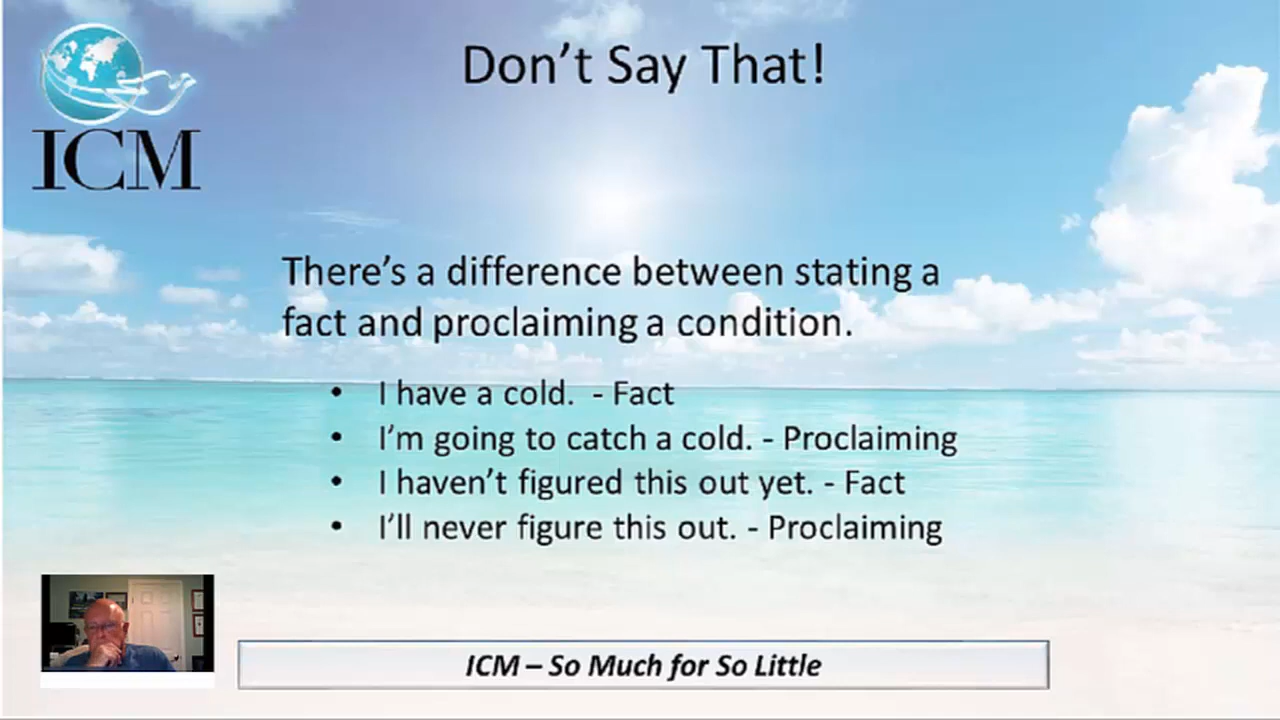 ICM
Don't Say That!
There's a difference between stating a
fact and proclaiming a condition.
• I have a cold. - Fact
• I'm going to catch a cold. - Proclaiming
• I haven't figured this out yet. - Fact
• I'll never figure this out. - Proclaiming
ICM – So Much for So Little